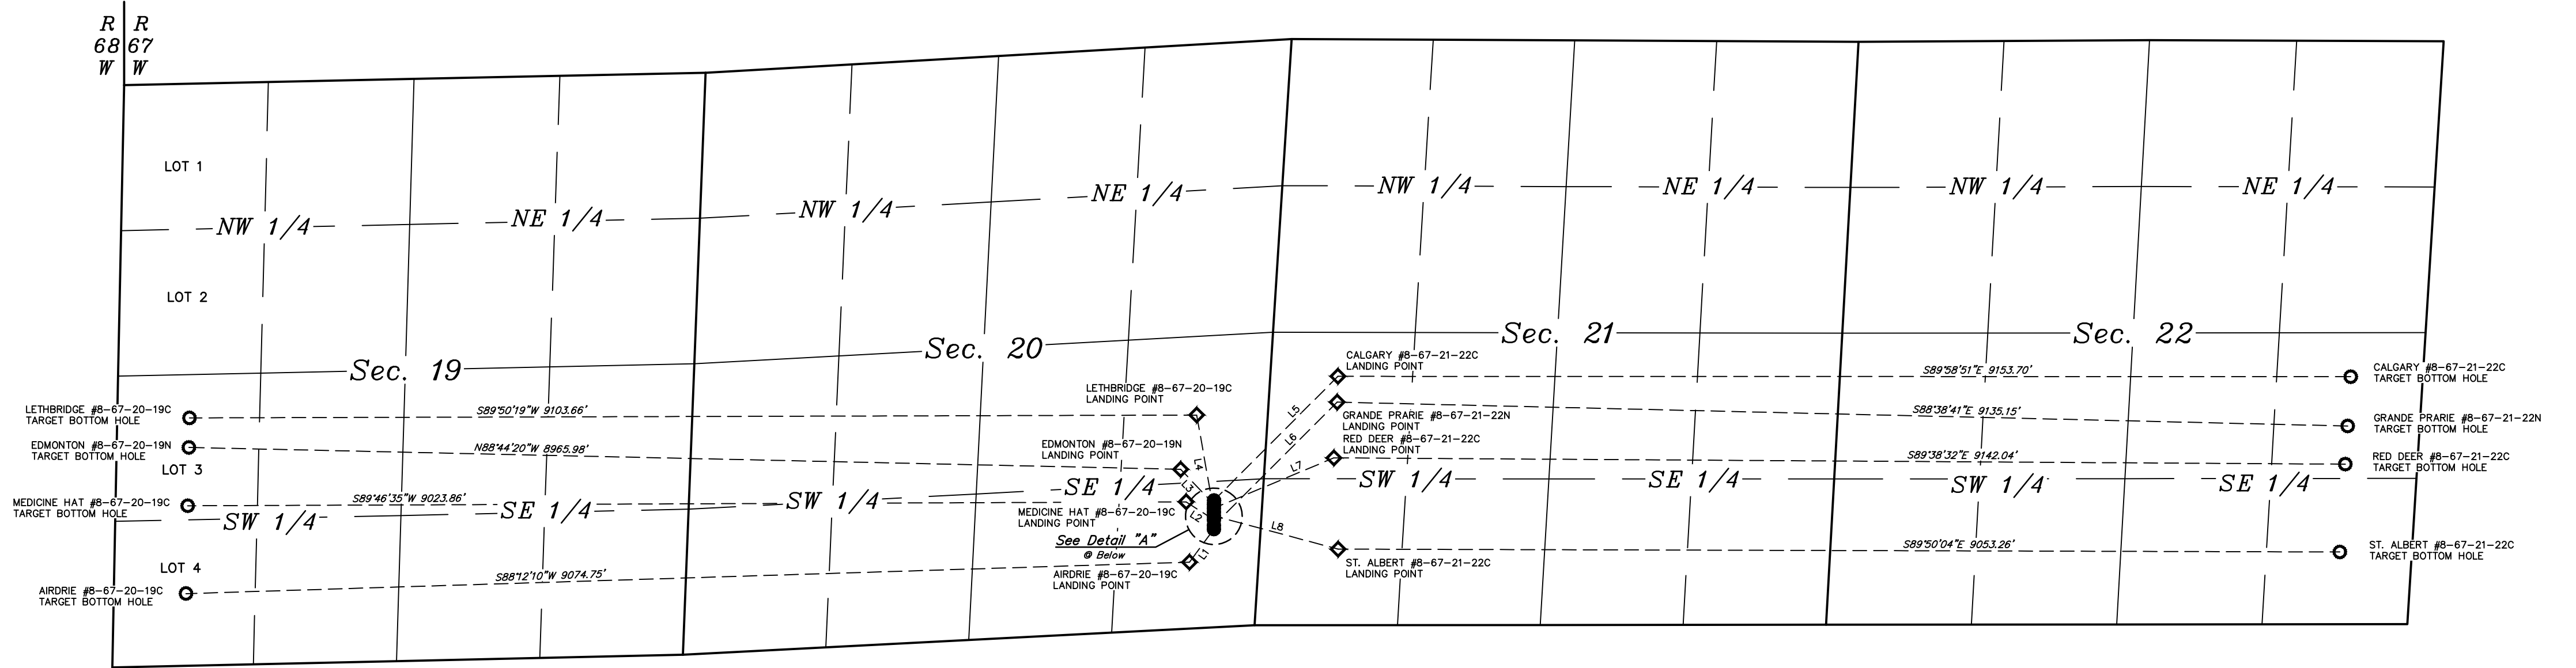 R R
68 67
W W
LOT 1
NW 1/4
NE 1/4
NW 1/4
NE 1/4
NW 1/4
NE 1/4
NW 1/4
NE 1/4
LOT 2
Sec. 19
Sec. 20
Sec. 21
Sec. 22
CALGARY #8-67-21-22C
LANDING POINT
S89°58'51"E 9153.70'
CALGARY #8-67-21-22C
TARGET BOTTOM HOLE
LETHBRIDGE #8-67-20-19C
TARGET BOTTOM HOLE
S89°50'19"W 9103.66'
LETHBRIDGE #8-67-20-19C
LANDING POINT
L5
L6
GRANDE PRARIE #8-67-21-22N
LANDING POINT
S88°38'41"E 9135.15'
GRANDE PRARIE #8-67-21-22N
TARGET BOTTOM HOLE
EDMONTON #8-67-20-19N
TARGET BOTTOM HOLE
N88°44'20"W 8965.98'
EDMONTON #8-67-20-19N
LANDING POINT
L4
L3
RED DEER #8-67-21-22C
LANDING POINT
L7
S89°38'32"E 9142.04'
RED DEER #8-67-21-22C
TARGET BOTTOM HOLE
LOT 3
MEDICINE HAT #8-67-20-19C
TARGET BOTTOM HOLE
S89°46'35"W 9023.86'
SW 1/4
SE 1/4
SW 1/4
SE 1/4
SW 1/4
SE 1/4
SW 1/4
SE 1/4
MEDICINE HAT #8-67-20-19C
LANDING POINT
L2
L8
See Detail "A"
@ Below
L1
S89°50'04"E 9053.26'
ST. ALBERT #8-67-21-22C
LANDING POINT
ST. ALBERT #8-67-21-22C
TARGET BOTTOM HOLE
LOT 4
AIRDRIE #8-67-20-19C
TARGET BOTTOM HOLE
S88°12'10"W 9074.75'
AIRDRIE #8-67-20-19C
LANDING POINT